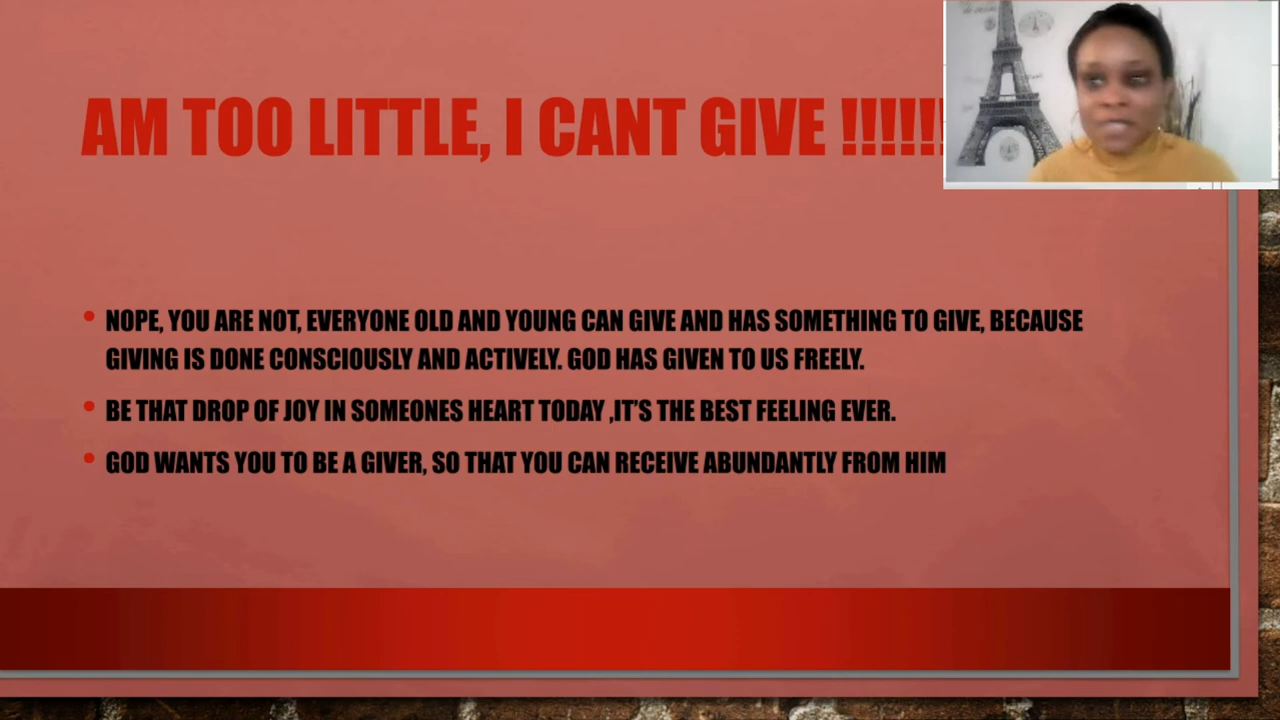 AM TOO LITTLE, I CANT GIVE !!!!!!
NOPE, YOU ARE NOT, EVERYONE OLD AND YOUNG CAN GIVE AND HAS SOMETHING TO GIVE, BECAUSE
GIVING IS DONE CONSCIOUSLY AND ACTIVELY. GOD HAS GIVEN TO US FREELY.
BE THAT DROP OF JOY IN SOMEONES HEART TODAY ,IT'S THE BEST FEELING EVER.
GOD WANTS YOU TO BE A GIVER, SO THAT YOU CAN RECEIVE ABUNDANTLY FROM HIM